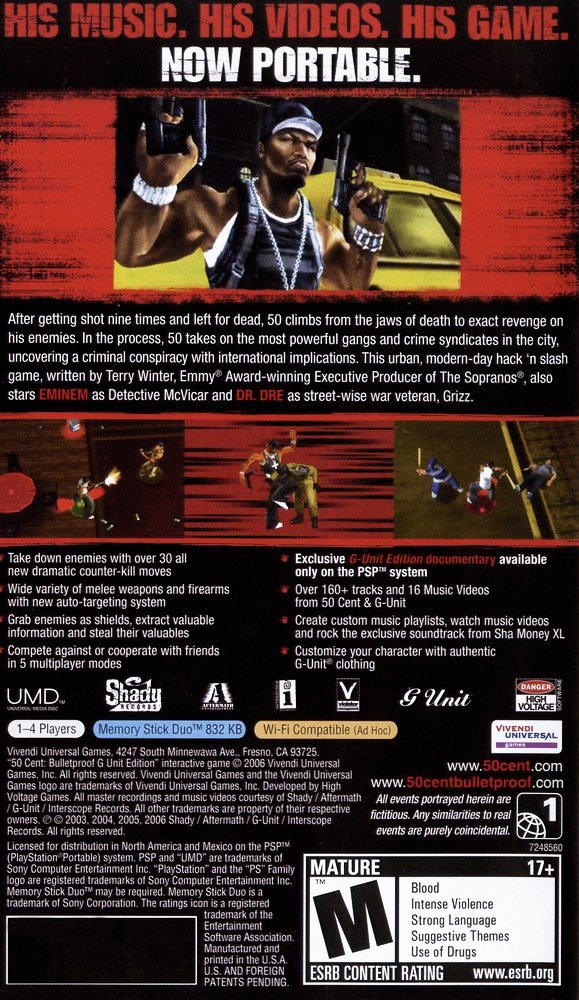 HIS MUSIC. HIS VIDEOS. HIS GAME.
NOW PORTABLE.
After getting shot nine times and left for dead, 50 climbs from the jaws of death to exact revenge on
his enemies. In the process, 50 takes on the most powerful gangs and crime syndicates in the city,
uncovering a criminal conspiracy with international implications. This urban, modern-day hack 'n slash
game, written by Terry Winter, Emmy® Award-winning Executive Producer of The Sopranos®, also
stars EMINEM as Detective McVicar and DR. DRE as street-wise war veteran, Grizz.
Take down enemies with over 30 all
new dramatic counter-kill moves
Wide variety of melee weapons and firearms
with new auto-targeting system
Grab enemies as shields, extract valuable
information and steal their valuables
Compete against or cooperate with friends
in 5 multiplayer modes
Exclusive G-Unit Edition documentary available
only on the PSP™ system
Over 160+ tracks and 16 Music Videos
from 50 Cent & G-Unit
Create custom music playlists, watch music videos
and rock the exclusive soundtrack from Sha Money XL
Customize your character with authentic
G-Unit® clothing
UMD™
UNIVERSAL MEDIA DISC
Shady
RECORDS
A
AFTERMATH
INTERSCOPE
i
RECORDS
Violator
G Unit
DANGER
HIGH
VOLTAGE
SOFTWARE
1–4 Players
Memory Stick Duo™ 832 KB
Wi-Fi Compatible (Ad Hoc)
VIVENDI
UNIVERSAL
games
Vivendi Universal Games, 4247 South Minnewawa Ave., Fresno, CA 93725.
"50 Cent: Bulletproof G Unit Edition" interactive game © 2006 Vivendi Universal
Games, Inc. All rights reserved. Vivendi Universal Games and the Vivendi Universal
Games logo are trademarks of Vivendi Universal Games, Inc. Developed by High
Voltage Games. All master recordings and music videos courtesy of Shady / Aftermath
/ G-Unit / Interscope Records. All other trademarks are property of their respective
owners. ℗ © 2003, 2004, 2005, 2006 Shady / Aftermath / G-Unit / Interscope
Records. All rights reserved.
Licensed for distribution in North America and Mexico on the PSP™
(PlayStation®Portable) system. PSP and "UMD" are trademarks of
Sony Computer Entertainment Inc. "PlayStation" and the "PS" Family
logo are registered trademarks of Sony Computer Entertainment Inc.
Memory Stick Duo™ may be required. Memory Stick Duo is a
trademark of Sony Corporation. The ratings icon is a registered
trademark of the
Entertainment
Software Association.
Manufactured and
printed in the U.S.A.
U.S. AND FOREIGN
PATENTS PENDING.
www.50cent.com
www.50centbulletproof.com
All events portrayed herein are
fictitious. Any similarities to real
events are purely coincidental.
1
7248560
MATURE 17+
M
™
Blood
Intense Violence
Strong Language
Suggestive Themes
Use of Drugs
ESRB CONTENT RATING www.esrb.org